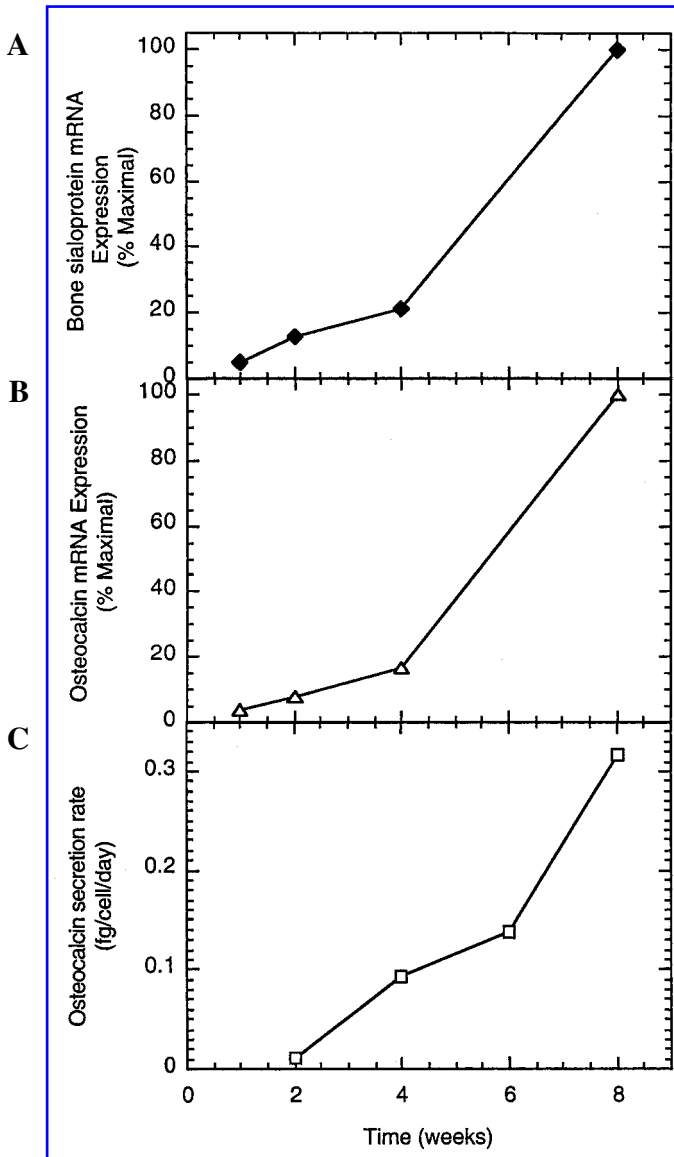 A
Bone sialoprotein mRNA
Expression
(% Maximal)
100
80
60
40
20
0
B
Osteocalcin mRNA Expression
(% Maximal)
100
80
60
40
20
0
C
Osteocalcin secretion rate
(fg/cell/day)
0.3
0.2
0.1
0
0 2 4 6 8
Time (weeks)